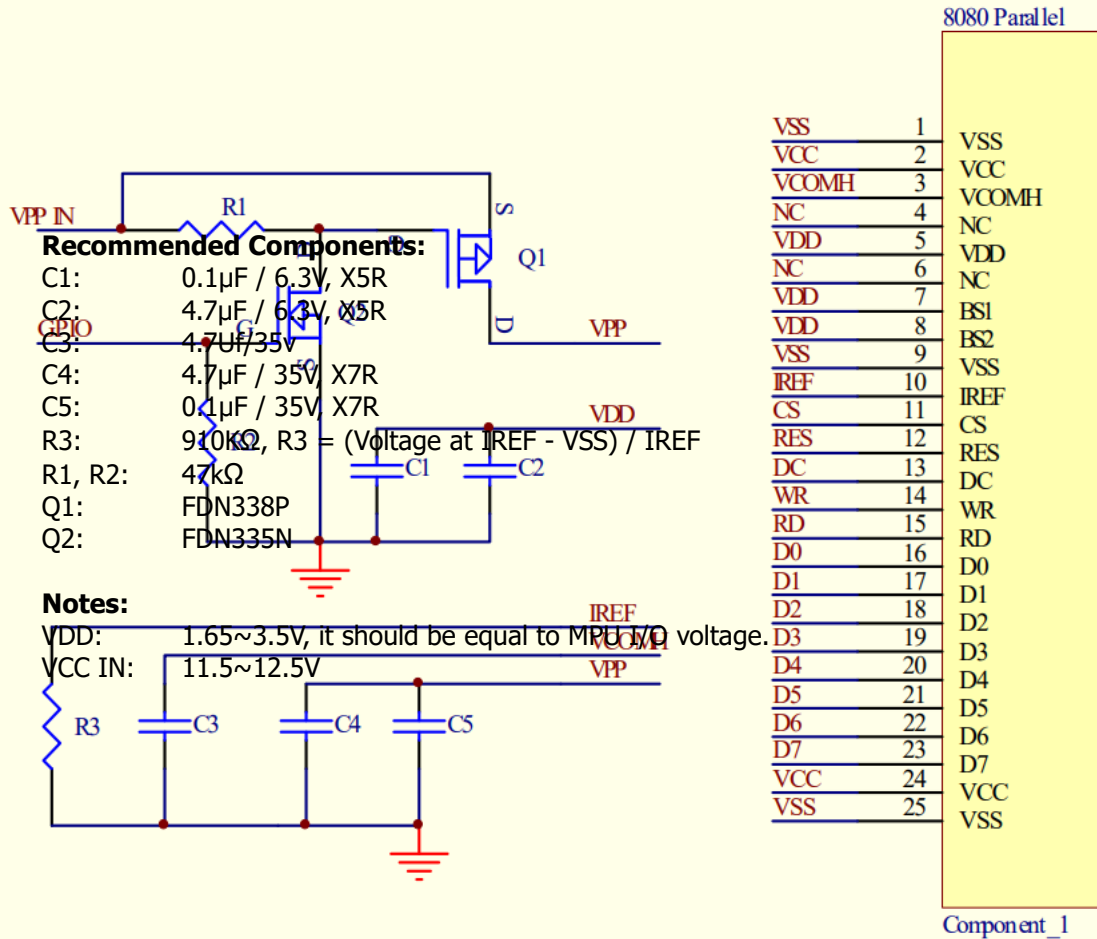 8080 Parallel
VPP IN
R1
S
G
Q1
D
VPP
D
GPIO
G
Q2
S
R2
VDD
C1
C2
Recommended Components:
C1: 0.1µF / 6.3V, X5R
C2: 4.7µF / 6.3V, X5R
C3: 4.7Uf/35v
C4: 4.7µF / 35V, X7R
C5: 0.1µF / 35V, X7R
R3: 910KΩ, R3 = (Voltage at IREF - VSS) / IREF
R1, R2: 47kΩ
Q1: FDN338P
Q2: FDN335N
Notes:
VDD: 1.65~3.5V, it should be equal to MPU I/O voltage.
VCC IN: 11.5~12.5V
IREF
VCOMH
VPP
R3
C3
C4
C5
VSS 1 VSS
VCC 2 VCC
VCOMH 3 VCOMH
NC 4 NC
VDD 5 VDD
NC 6 NC
VDD 7 BS1
VDD 8 BS2
VSS 9 VSS
IREF 10 IREF
CS 11 CS
RES 12 RES
DC 13 DC
WR 14 WR
RD 15 RD
D0 16 D0
D1 17 D1
D2 18 D2
D3 19 D3
D4 20 D4
D5 21 D5
D6 22 D6
D7 23 D7
VCC 24 VCC
VSS 25 VSS
Component_1